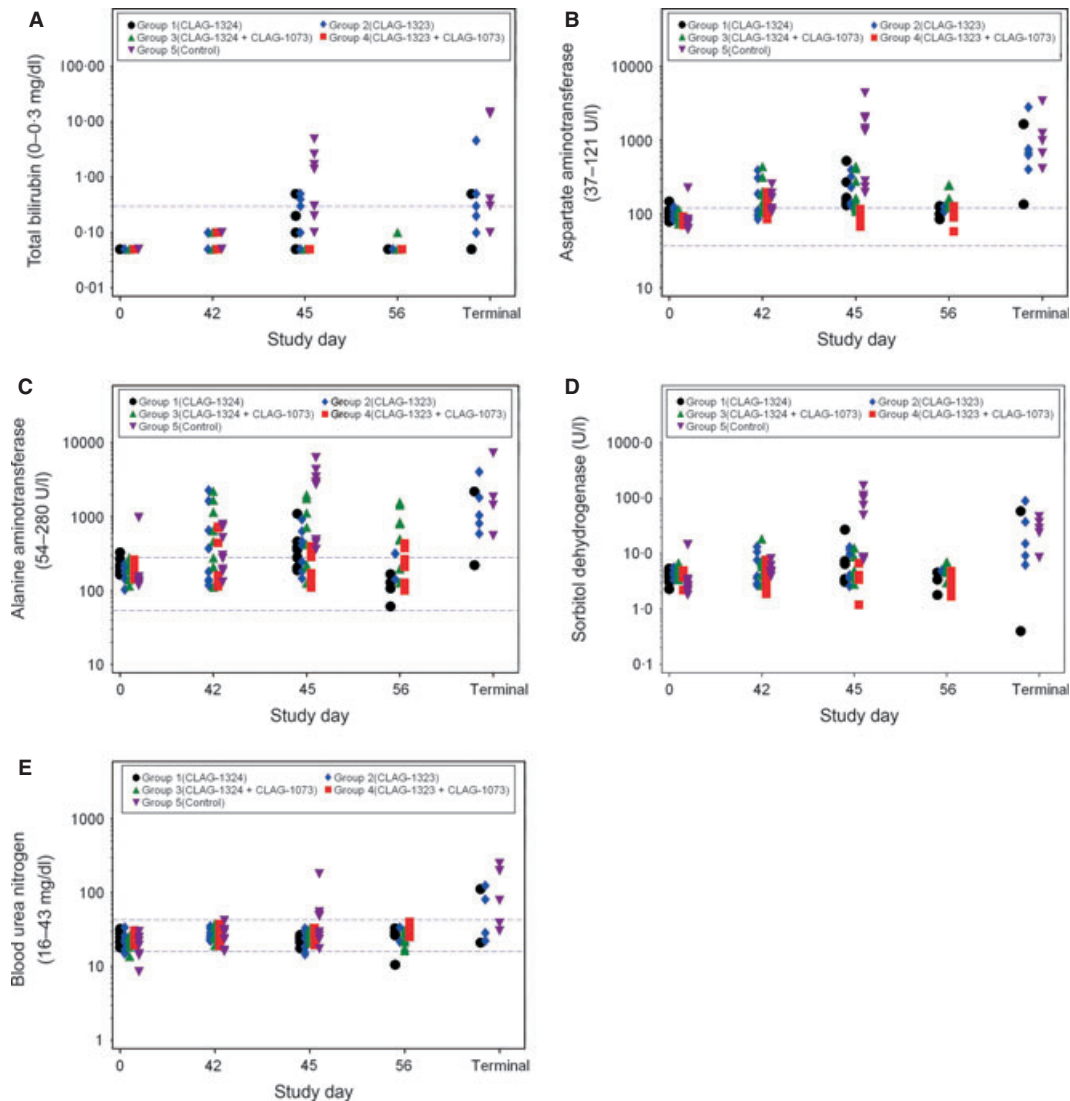 A
Group 1(CLAG-1324) Group 2(CLAG-1323)
Group 3(CLAG-1324 + CLAG-1073) Group 4(CLAG-1323 + CLAG-1073)
Group 5(Control)
Total bilirubin (0–0·3 mg/dl)
100·00
10·00
1·00
0·10
0·01
0 42 45 56 Terminal
Study day
B
Group 1(CLAG-1324) Group 2(CLAG-1323)
Group 3(CLAG-1324 + CLAG-1073) Group 4(CLAG-1323 + CLAG-1073)
Group 5(Control)
Aspartate aminotransferase
(37–121 U/l)
10000
1000
100
10
0 42 45 56 Terminal
Study day
C
Group 1(CLAG-1324) Group 2(CLAG-1323)
Group 3(CLAG-1324 + CLAG-1073) Group 4(CLAG-1323 + CLAG-1073)
Group 5(Control)
Alanine aminotransferase
(54–280 U/l)
10000
1000
100
10
0 42 45 56 Terminal
Study day
D
Group 1(CLAG-1324) Group 2(CLAG-1323)
Group 3(CLAG-1324 + CLAG-1073) Group 4(CLAG-1323 + CLAG-1073)
Group 5(Control)
Sorbitol dehydrogenase (U/l)
1000·0
100·0
10·0
1·0
0·1
0 42 45 56 Terminal
Study day
E
Group 1(CLAG-1324) Group 2(CLAG-1323)
Group 3(CLAG-1324 + CLAG-1073) Group 4(CLAG-1323 + CLAG-1073)
Group 5(Control)
Blood urea nitrogen
(16–43 mg/dl)
1000
100
10
1
0 42 45 56 Terminal
Study day